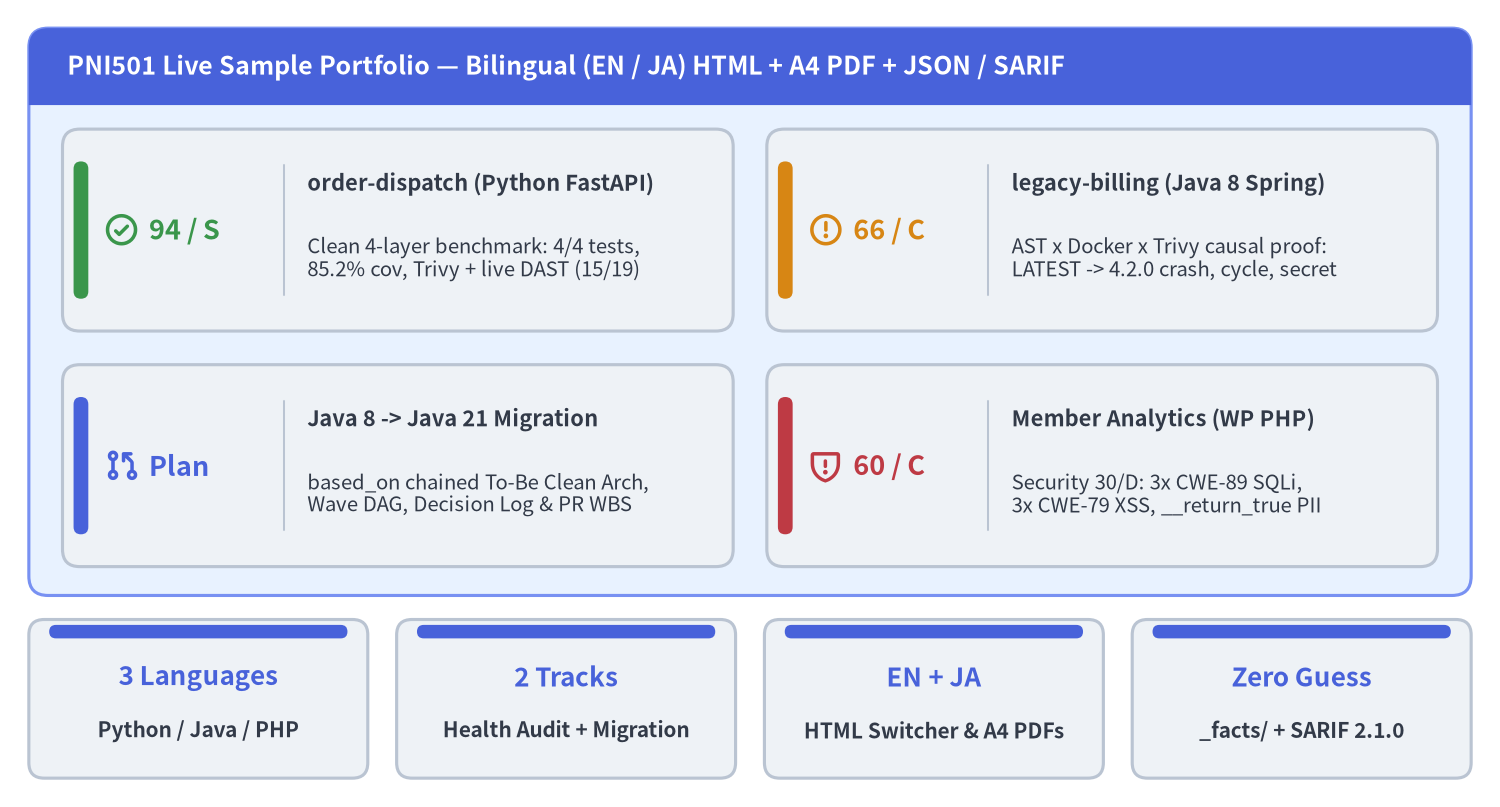 PNI501 Live Sample Portfolio — Bilingual (EN / JA) HTML + A4 PDF + JSON / SARIF
94 / S
order-dispatch (Python FastAPI)
Clean 4-layer benchmark: 4/4 tests,
85.2% cov, Trivy + live DAST (15/19)
66 / C
legacy-billing (Java 8 Spring)
AST x Docker x Trivy causal proof:
LATEST -> 4.2.0 crash, cycle, secret
Plan
Java 8 -> Java 21 Migration
based_on chained To-Be Clean Arch,
Wave DAG, Decision Log & PR WBS
60 / C
Member Analytics (WP PHP)
Security 30/D: 3x CWE-89 SQLi,
3x CWE-79 XSS, __return_true PII
3 Languages
Python / Java / PHP
2 Tracks
Health Audit + Migration
EN + JA
HTML Switcher & A4 PDFs
Zero Guess
_facts/ + SARIF 2.1.0